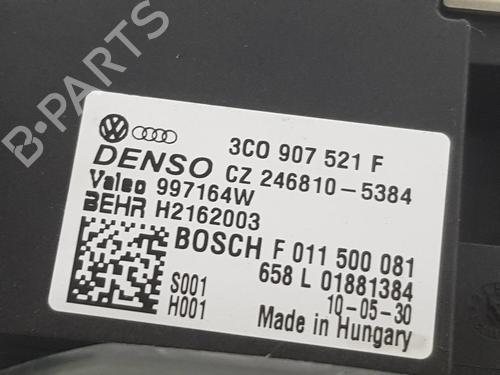 B-PARTS
3C0 907 521 F
DENSO CZ 246810-5384
Valeo 997164W
BEHR H2162003
BOSCH F 011 500 081
658 L 01881384
S001 10-05-30
H001 Made in Hungary